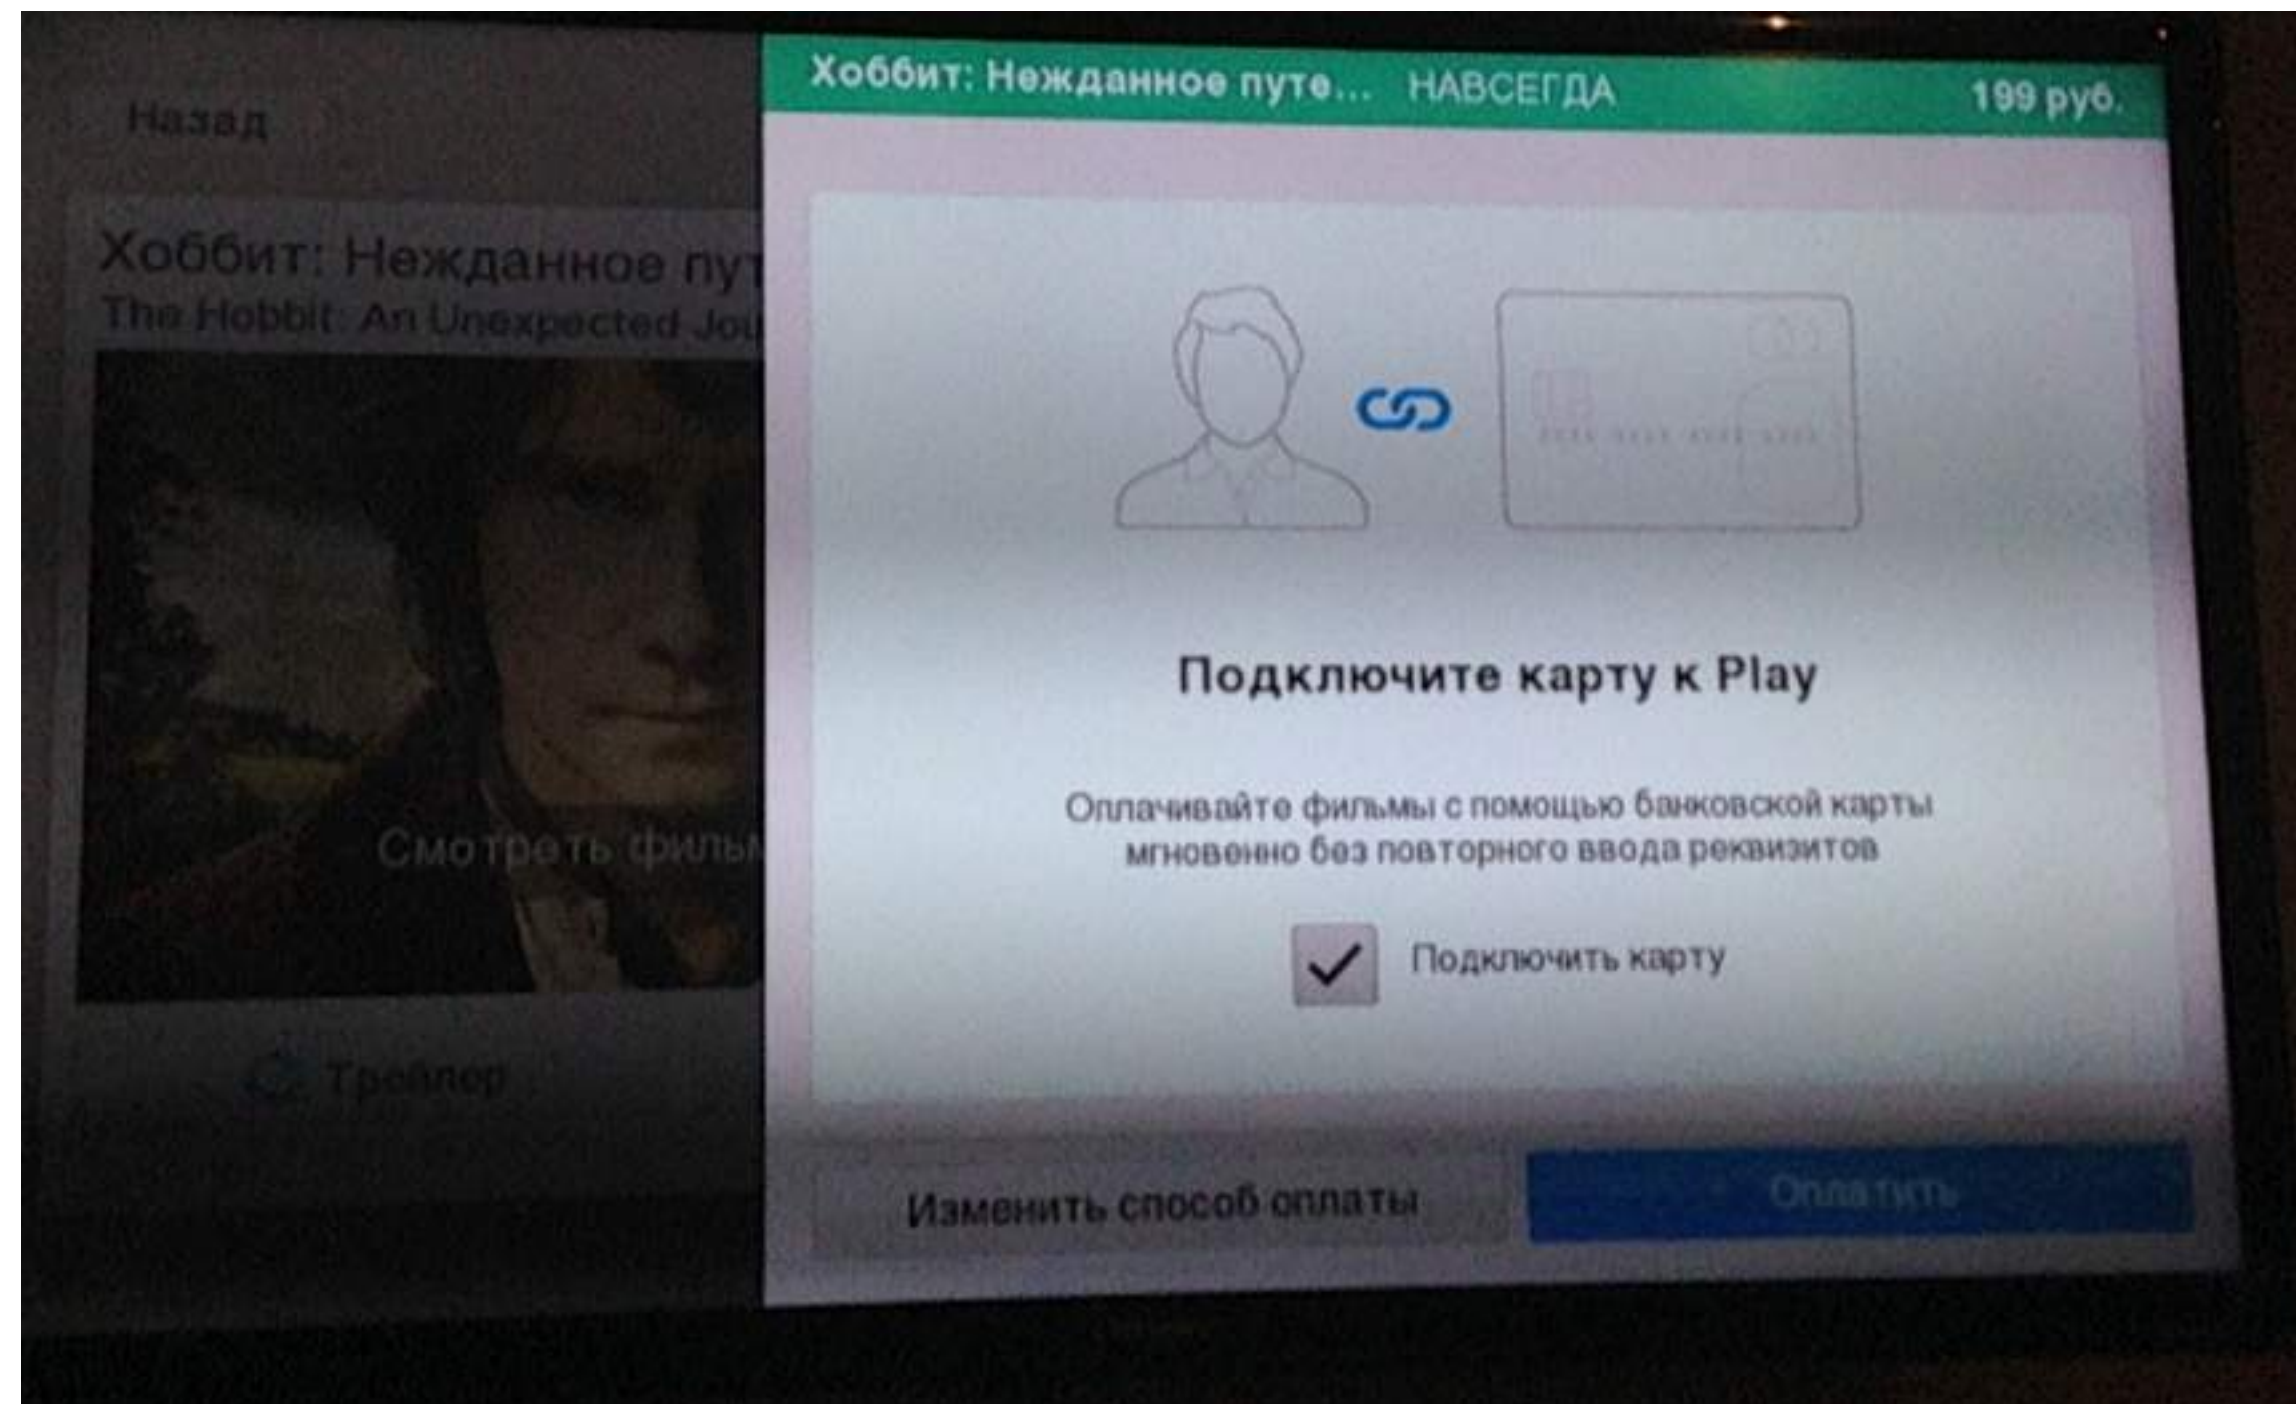 Назад
Хоббит: Нежданное пут
The Hobbit: An Unexpected Jou
Смотреть фильм
Трейлер
Хоббит: Нежданное путе... НАВСЕГДА 199 руб.
Подключите карту к Play
Оплачивайте фильмы с помощью банковской карты
мгновенно без повторного ввода реквизитов
Подключить карту
Изменить способ оплаты
Оплатить